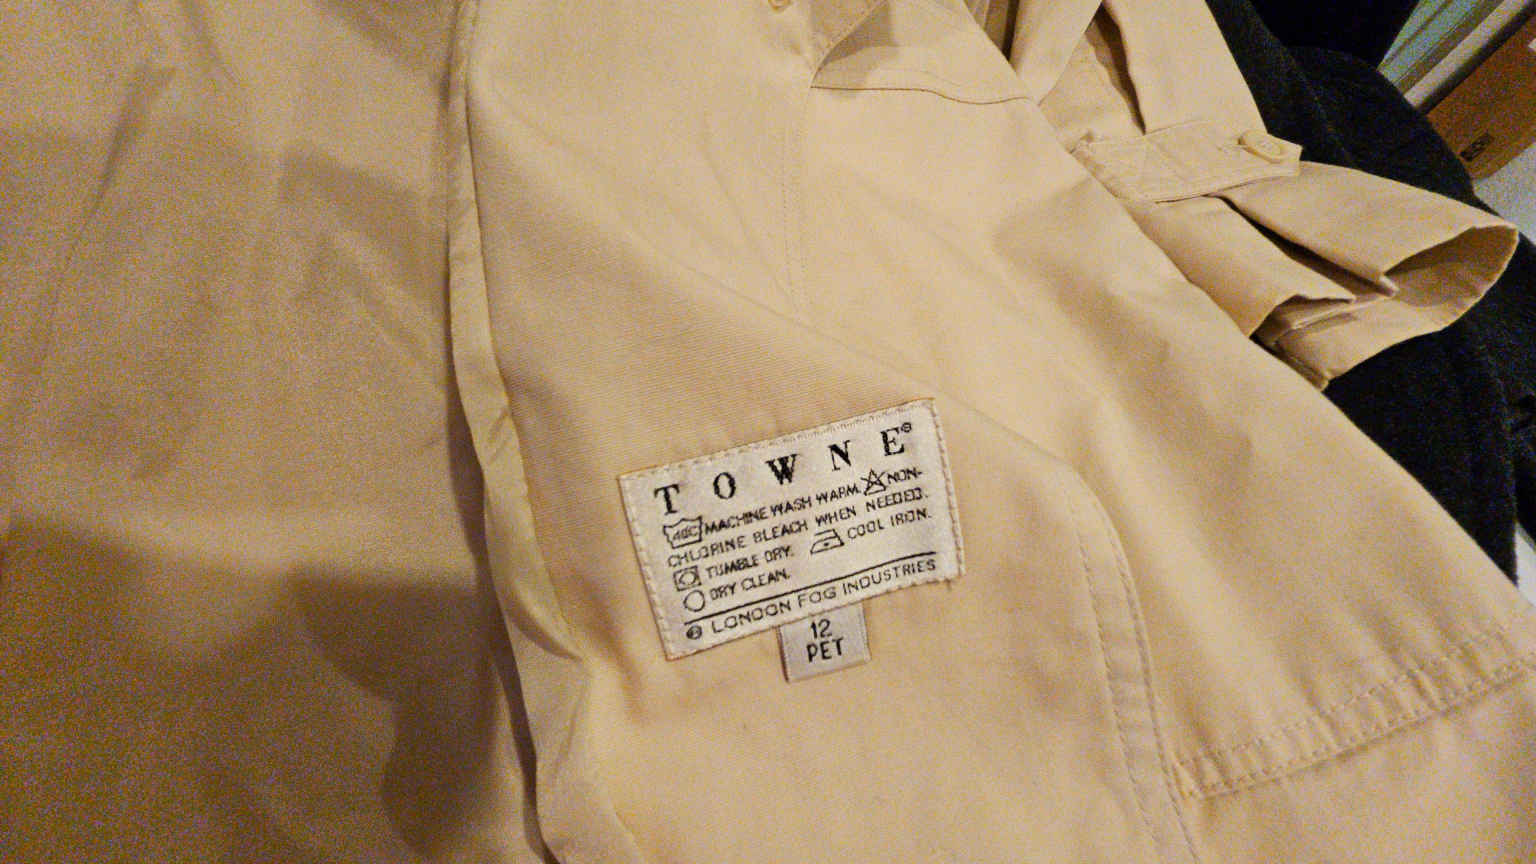 TOWNE®
40C MACHINE WASH WARM. NON-
CHLORINE BLEACH WHEN NEEDED.
TUMBLE DRY. COOL IRON.
DRY CLEAN.
® LONDON FOG INDUSTRIES
12
PET